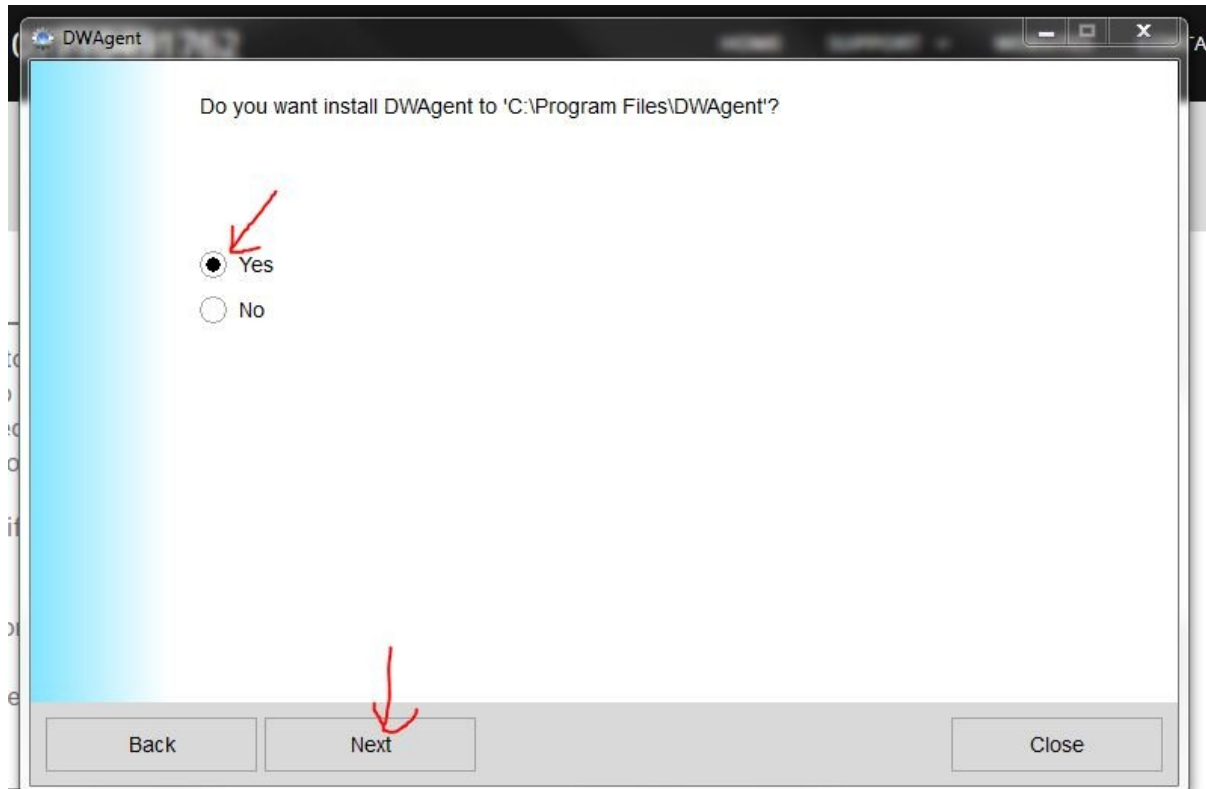 DWAgent
Do you want install DWAgent to 'C:\Program Files\DWAgent'?
Yes
No
Back
Next
Close